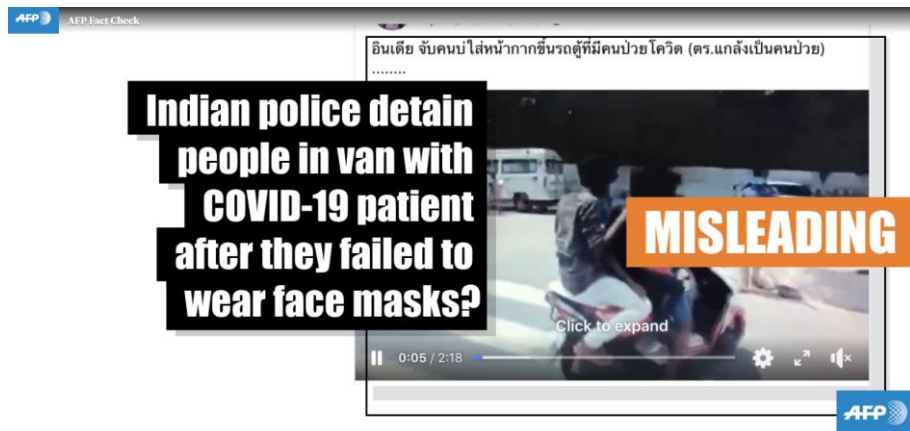 AFP AFP Fact Check
อินเดีย จับคนบ่ใส่หน้ากากขึ้นรถตู้ที่มีคนป่วยโควิด (ตร.แกล้งเป็นคนป่วย)
........
Indian police detain
people in van with
COVID-19 patient
after they failed to
wear face masks?
MISLEADING
Click to expand
0:05 / 2:18
AFP